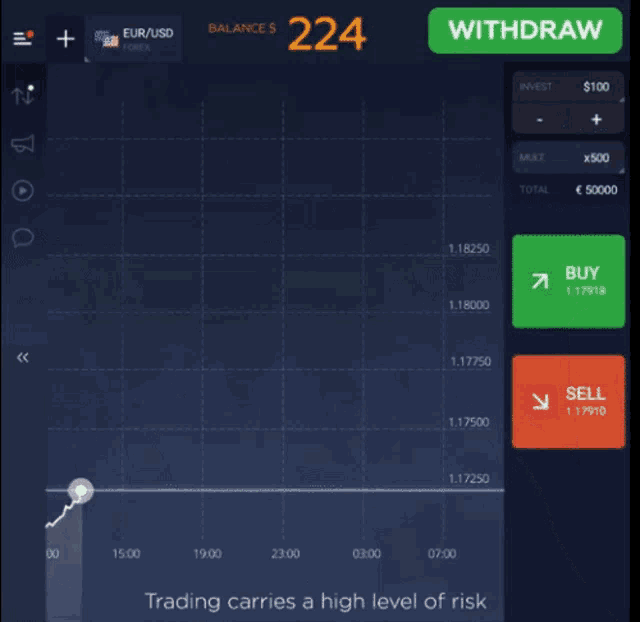 EUR/USD
FOREX
BALANCE $ 224
WITHDRAW
INVEST $100
- +
MULT. x500
TOTAL € 50000
BUY
1.17918
SELL
1.17910
1.18250
1.18000
1.17750
1.17500
1.17250
00 15:00 19:00 23:00 03:00 07:00
Trading carries a high level of risk